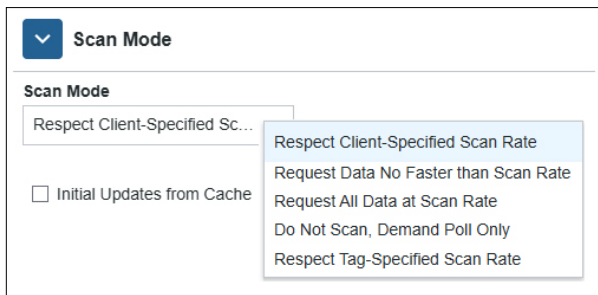 Scan Mode
Scan Mode
Respect Client-Specified Sc...
Respect Client-Specified Scan Rate
Request Data No Faster than Scan Rate
Initial Updates from Cache
Request All Data at Scan Rate
Do Not Scan, Demand Poll Only
Respect Tag-Specified Scan Rate